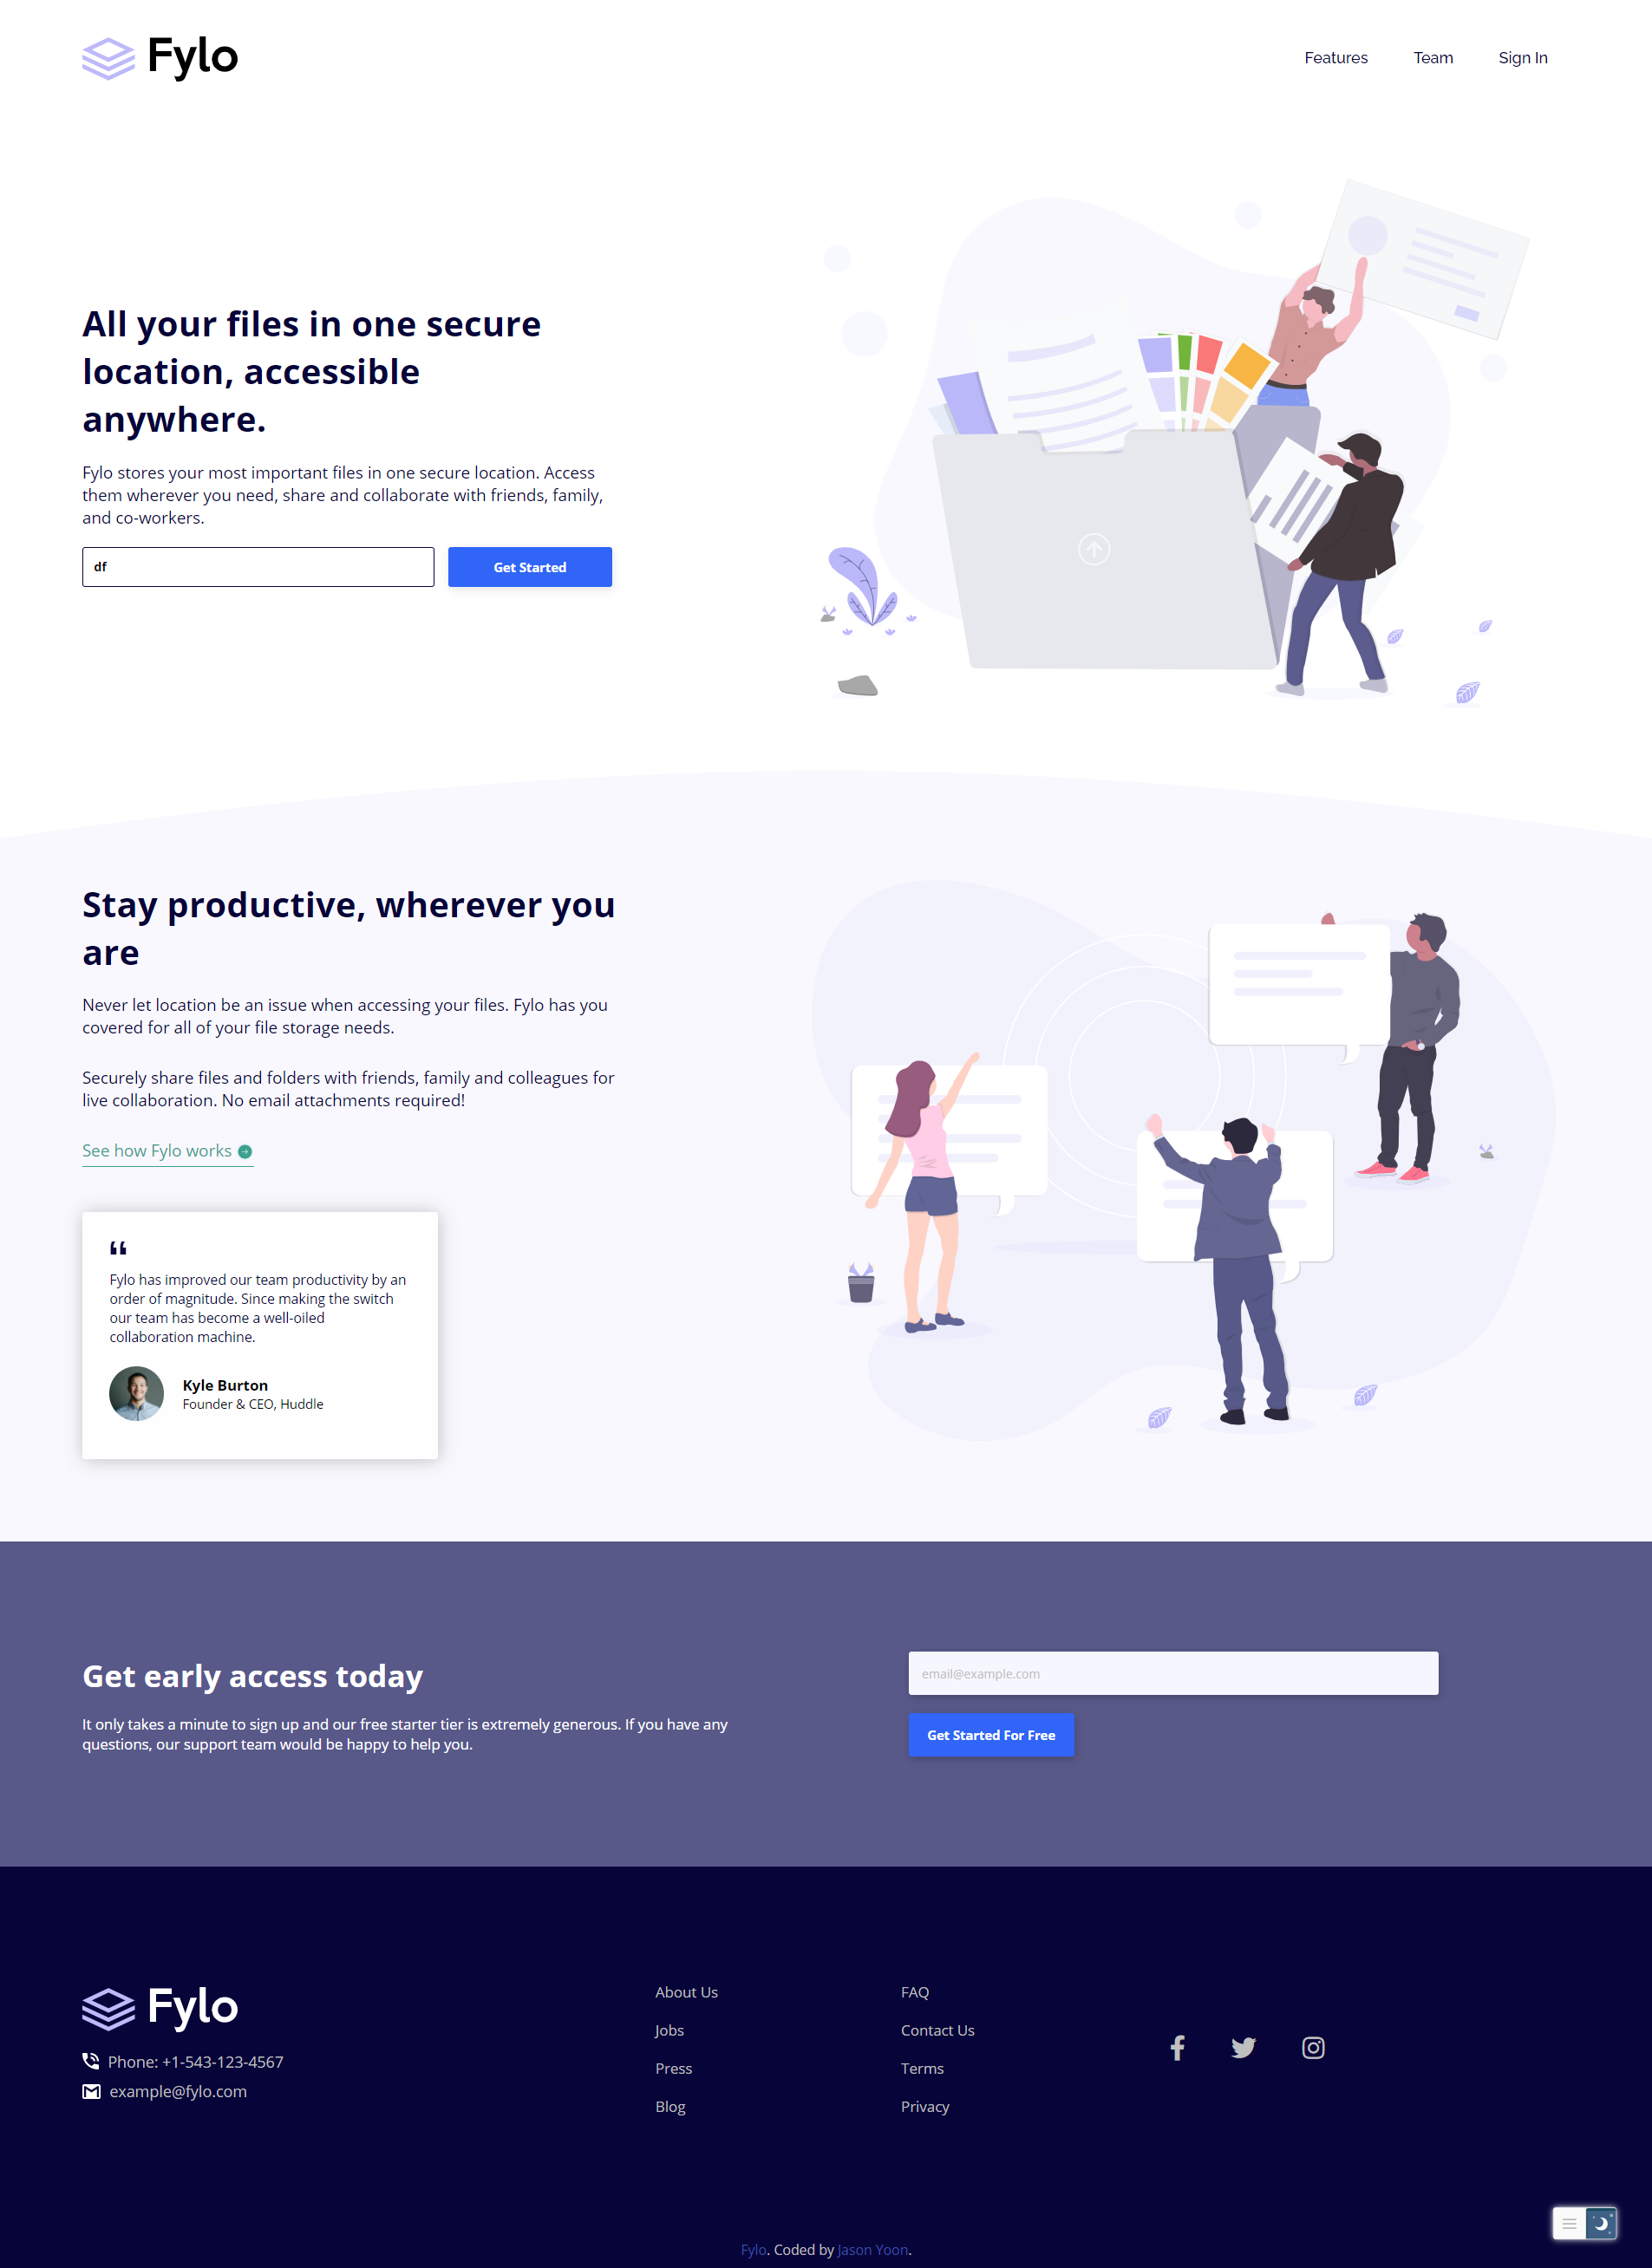 Fylo
Features Team Sign In
All your files in one secure
location, accessible
anywhere.
Fylo stores your most important files in one secure location. Access
them wherever you need, share and collaborate with friends, family,
and co-workers.
df
Get Started
Stay productive, wherever you
are
Never let location be an issue when accessing your files. Fylo has you
covered for all of your file storage needs.
Securely share files and folders with friends, family and colleagues for
live collaboration. No email attachments required!
See how Fylo works
“
Fylo has improved our team productivity by an
order of magnitude. Since making the switch
our team has become a well-oiled
collaboration machine.
Kyle Burton
Founder & CEO, Huddle
Get early access today
It only takes a minute to sign up and our free starter tier is extremely generous. If you have any
questions, our support team would be happy to help you.
email@example.com
Get Started For Free
Fylo
Phone: +1-543-123-4567
example@fylo.com
About Us
Jobs
Press
Blog
FAQ
Contact Us
Terms
Privacy
Fylo. Coded by Jason Yoon.